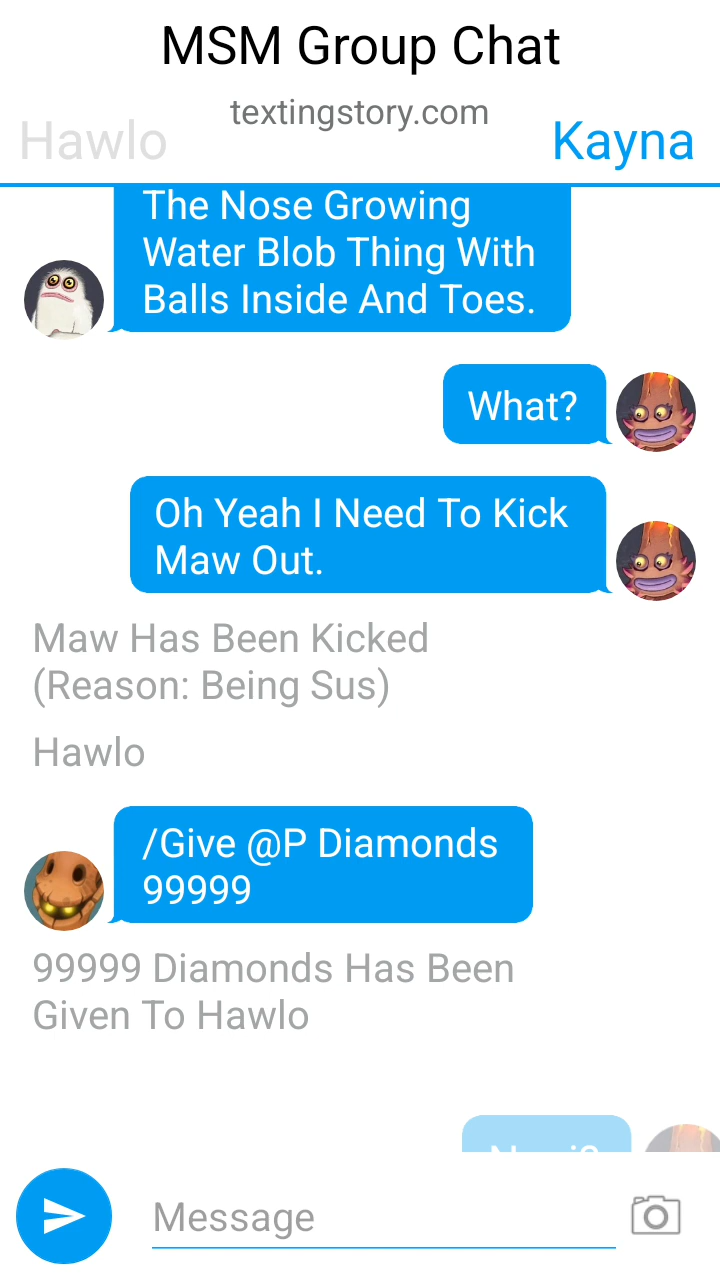 MSM Group Chat
textingstory.com
Hawlo
Kayna
The Nose Growing
Water Blob Thing With
Balls Inside And Toes.
What?
Oh Yeah I Need To Kick
Maw Out.
Maw Has Been Kicked
(Reason: Being Sus)
Hawlo
/Give @P Diamonds
99999
99999 Diamonds Has Been
Given To Hawlo
Message